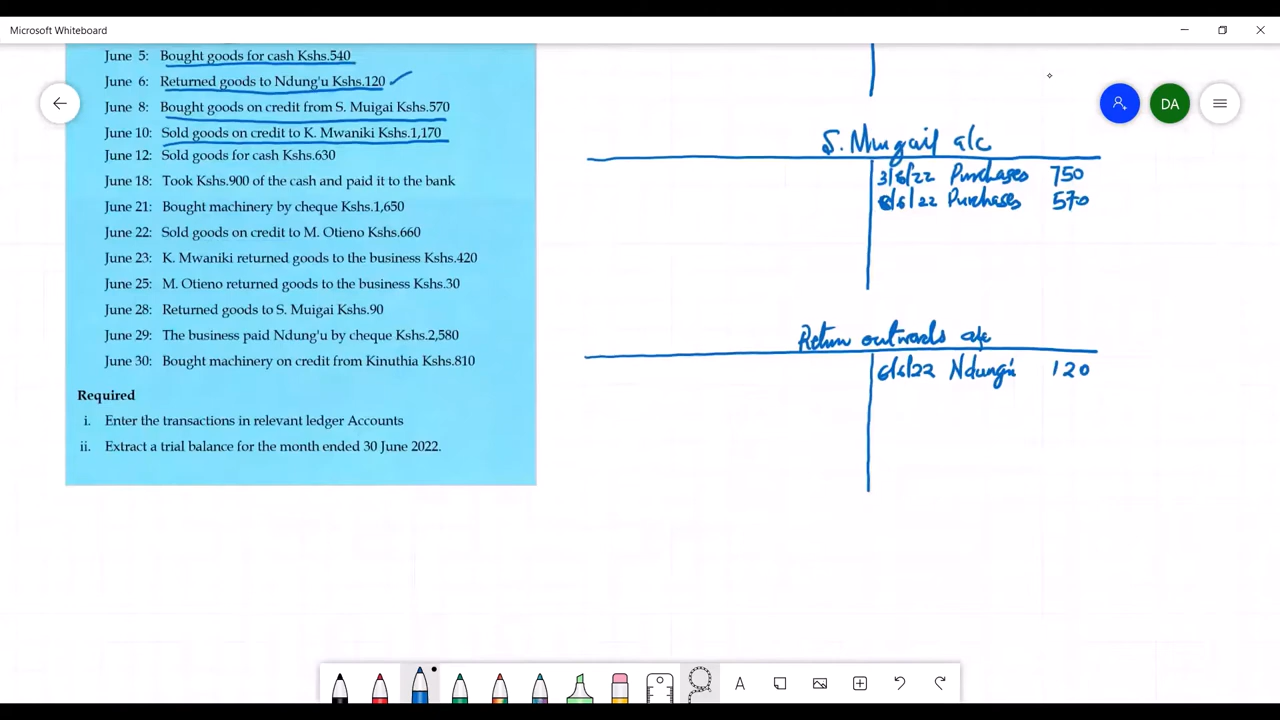 Microsoft Whiteboard
June 5: Bought goods for cash Kshs.540
June 6: Returned goods to Ndung'u Kshs.120
June 8: Bought goods on credit from S. Muigai Kshs.570
June 10: Sold goods on credit to K. Mwaniki Kshs.1,170
June 12: Sold goods for cash Kshs.630
June 18: Took Kshs.900 of the cash and paid it to the bank
June 21: Bought machinery by cheque Kshs.1,650
June 22: Sold goods on credit to M. Otieno Kshs.660
June 23: K. Mwaniki returned goods to the business Kshs.420
June 25: M. Otieno returned goods to the business Kshs.30
June 28: Returned goods to S. Muigai Kshs.90
June 29: The business paid Ndung'u by cheque Kshs.2,580
June 30: Bought machinery on credit from Kinuthia Kshs.810
Required
i. Enter the transactions in relevant ledger Accounts
ii. Extract a trial balance for the month ended 30 June 2022.
DA
S. Muigai a/c
3/6/22 Purchases 750
8/6/22 Purchases 570
Return outwards a/c
6/6/22 Ndung'u 120
A